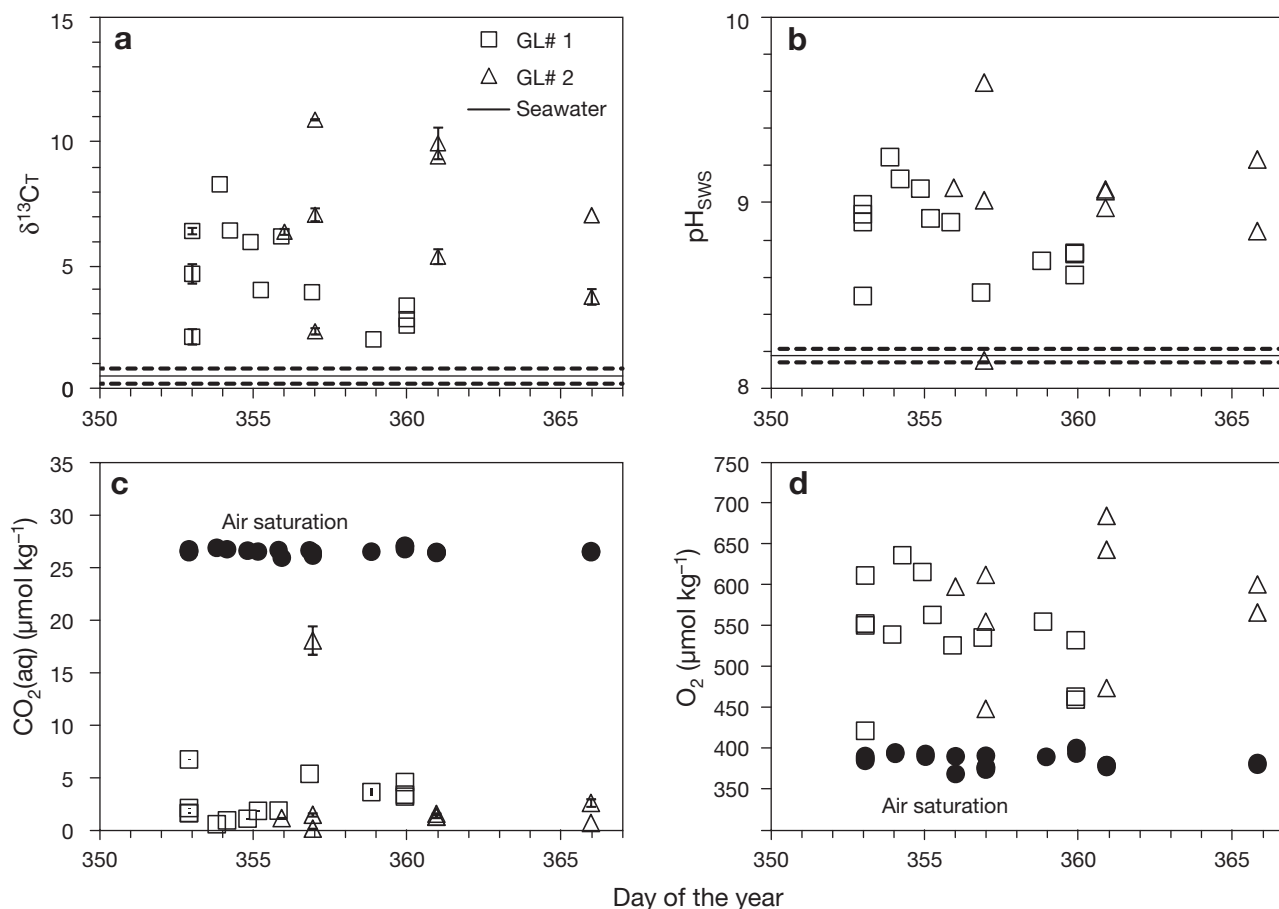 a
GL# 1
GL# 2
Seawater
δ¹³CT
15
10
5
0
350 355 360 365
b
pHSWS
10
9
8
350 355 360 365
c
Air saturation
CO₂(aq) (µmol kg⁻¹)
35
30
25
20
15
10
5
0
350 355 360 365
d
Air saturation
O₂ (µmol kg⁻¹)
750
700
650
600
550
500
450
400
350
350 355 360 365
Day of the year